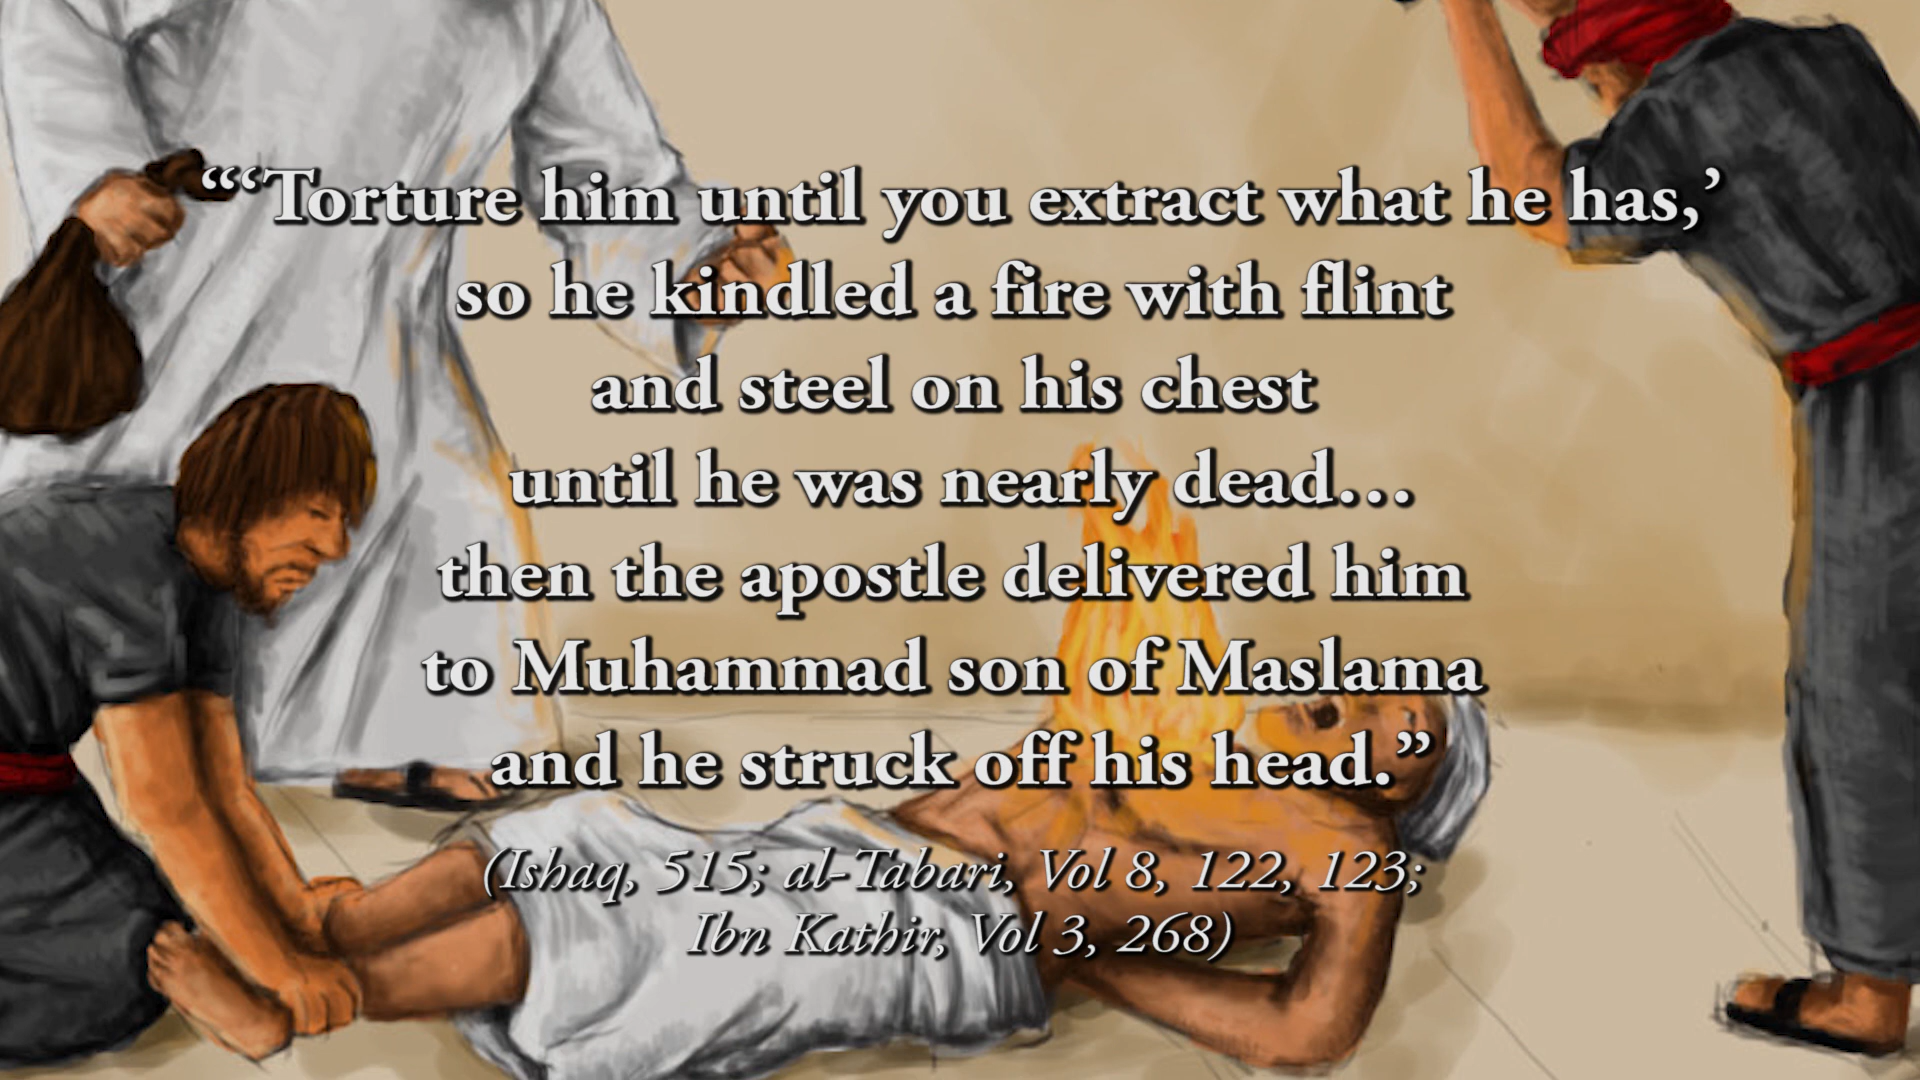 “‘Torture him until you extract what he has,’
so he kindled a fire with flint
and steel on his chest
until he was nearly dead…
then the apostle delivered him
to Muhammad son of Maslama
and he struck off his head.”
(Ishaq, 515; al-Tabari, Vol 8, 122, 123;
Ibn Kathir, Vol 3, 268)